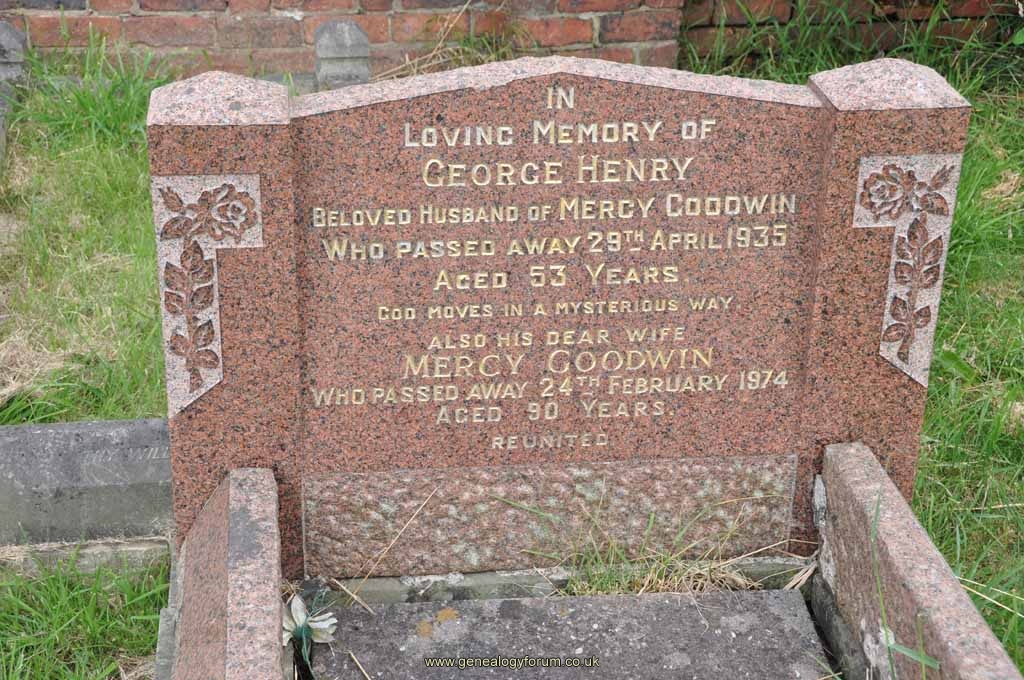 IN
LOVING MEMORY OF
GEORGE HENRY
BELOVED HUSBAND OF MERCY GOODWIN
WHO PASSED AWAY 29TH APRIL 1935
AGED 53 YEARS.
GOD MOVES IN A MYSTERIOUS WAY
ALSO HIS DEAR WIFE
MERCY GOODWIN
WHO PASSED AWAY 24TH FEBRUARY 1974
AGED 90 YEARS.
REUNITED
www.genealogyforum.co.uk